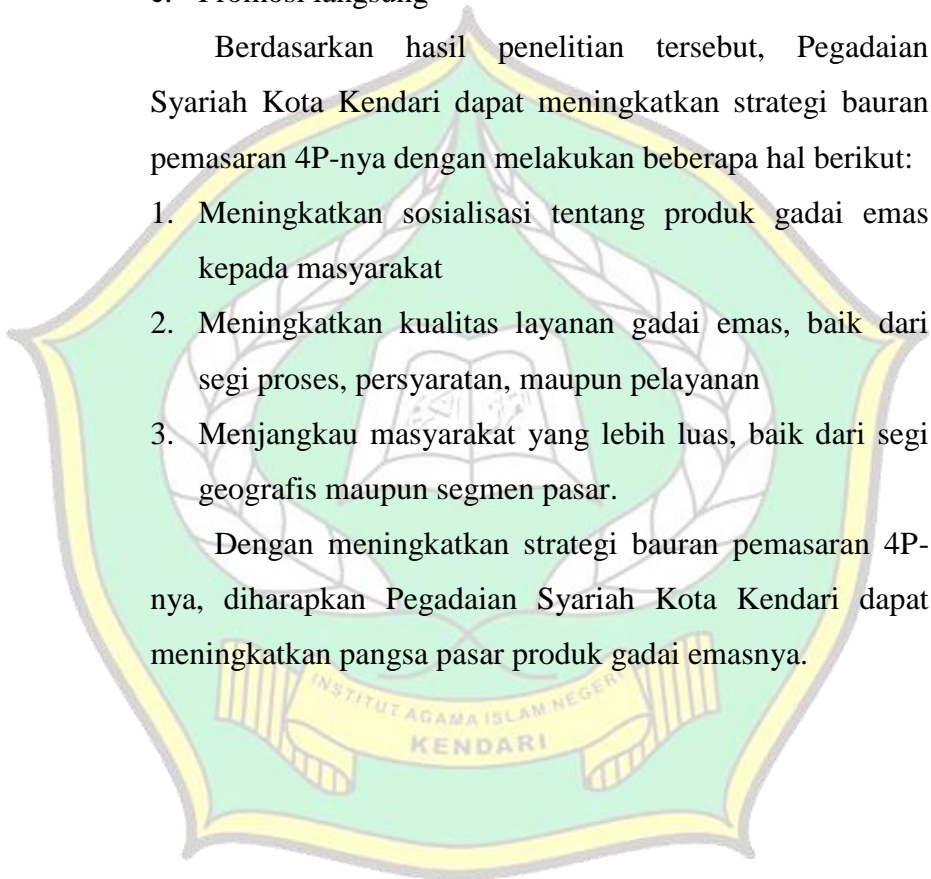 Promosi langsung
Berdasarkan hasil penelitian tersebut, Pegadaian
Syariah Kota Kendari dapat meningkatkan strategi bauran
pemasaran 4P-nya dengan melakukan beberapa hal berikut:
1. Meningkatkan sosialisasi tentang produk gadai emas
kepada masyarakat
2. Meningkatkan kualitas layanan gadai emas, baik dari
segi proses, persyaratan, maupun pelayanan
3. Menjangkau masyarakat yang lebih luas, baik dari segi
geografis maupun segmen pasar.
Dengan meningkatkan strategi bauran pemasaran 4P-
nya, diharapkan Pegadaian Syariah Kota Kendari dapat
meningkatkan pangsa pasar produk gadai emasnya.
INSTITUT AGAMA ISLAM NEGERI
KENDARI